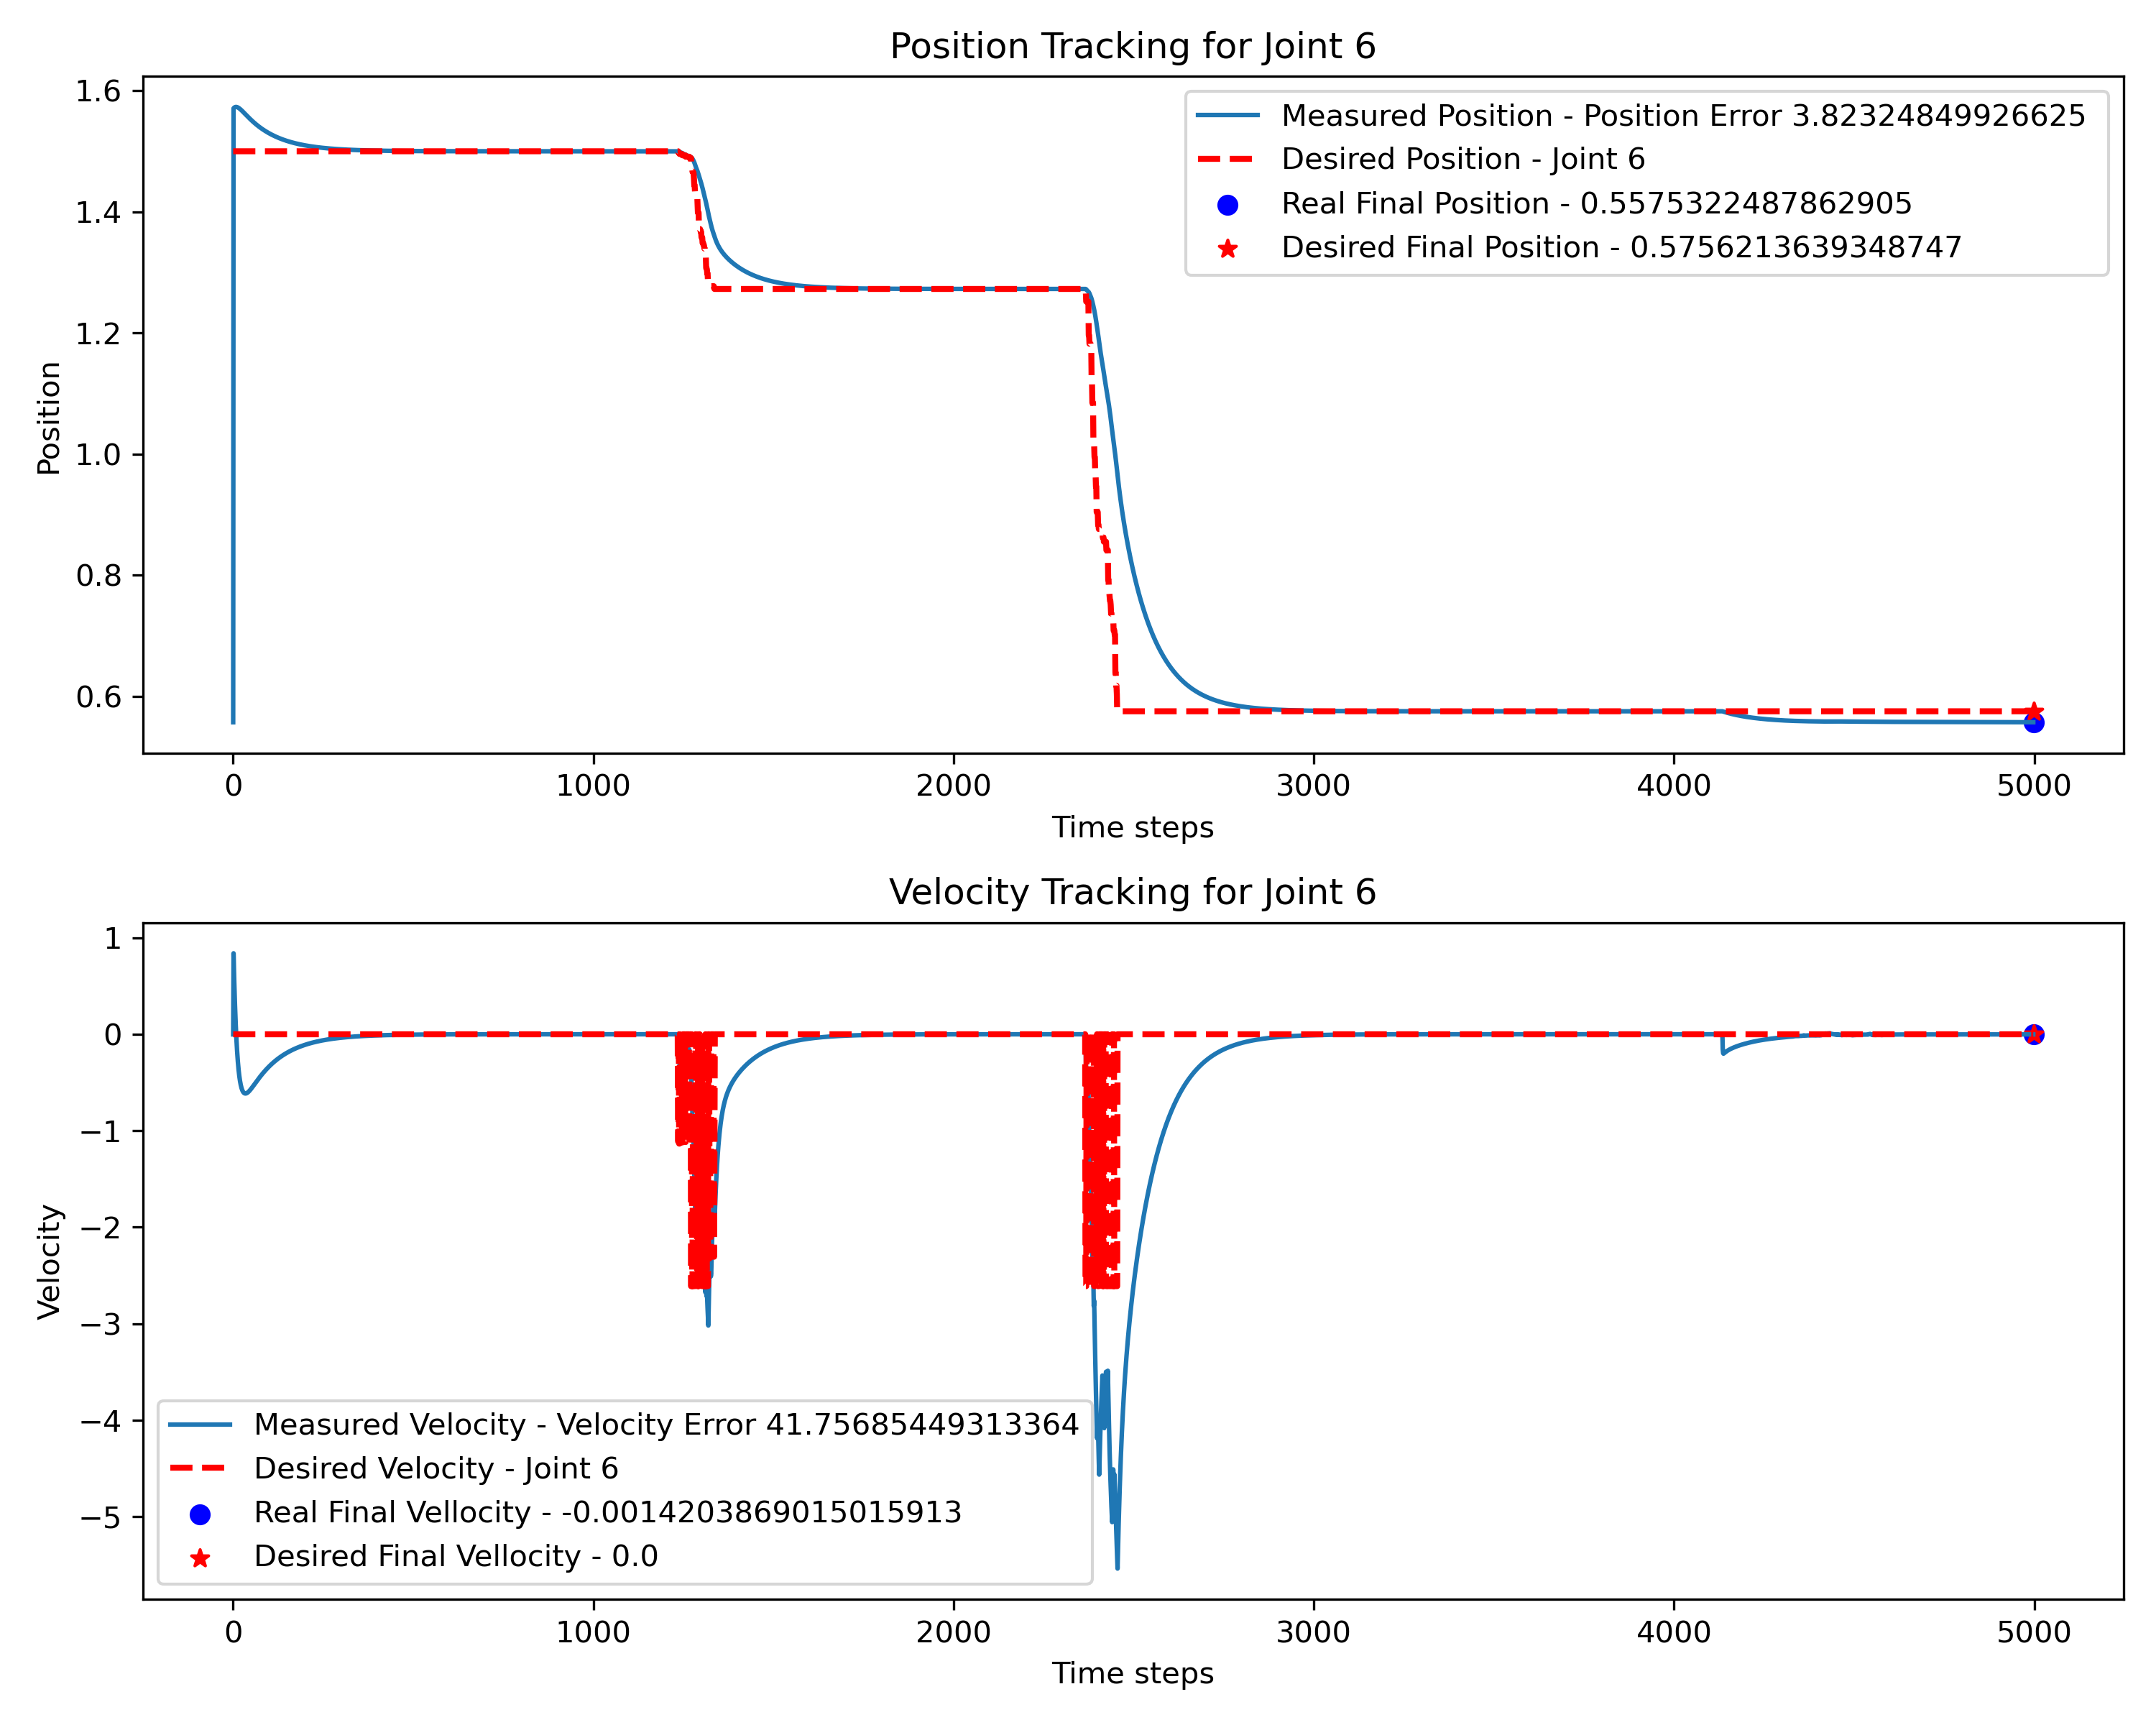 Position Tracking for Joint 6
1.6
1.4
1.2
1.0
0.8
0.6
Position
Measured Position - Position Error 3.82324849926625
Desired Position - Joint 6
Real Final Position - 0.5575322487862905
Desired Final Position - 0.5756213639348747
0 1000 2000 3000 4000 5000
Time steps
Velocity Tracking for Joint 6
1
0
−1
−2
−3
−4
−5
Velocity
Measured Velocity - Velocity Error 41.75685449313364
Desired Velocity - Joint 6
Real Final Vellocity - -0.0014203869015015913
Desired Final Vellocity - 0.0
0 1000 2000 3000 4000 5000
Time steps